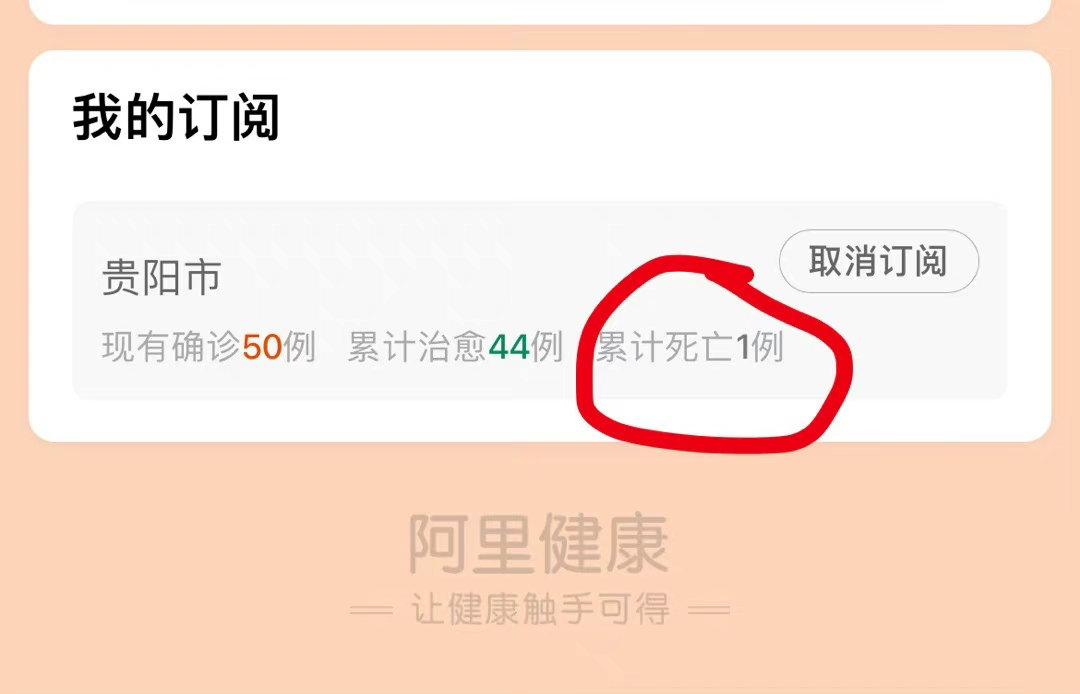 我的订阅
贵阳市
取消订阅
现有确诊50例 累计治愈44例 累计死亡1例
阿里健康
让健康触手可得